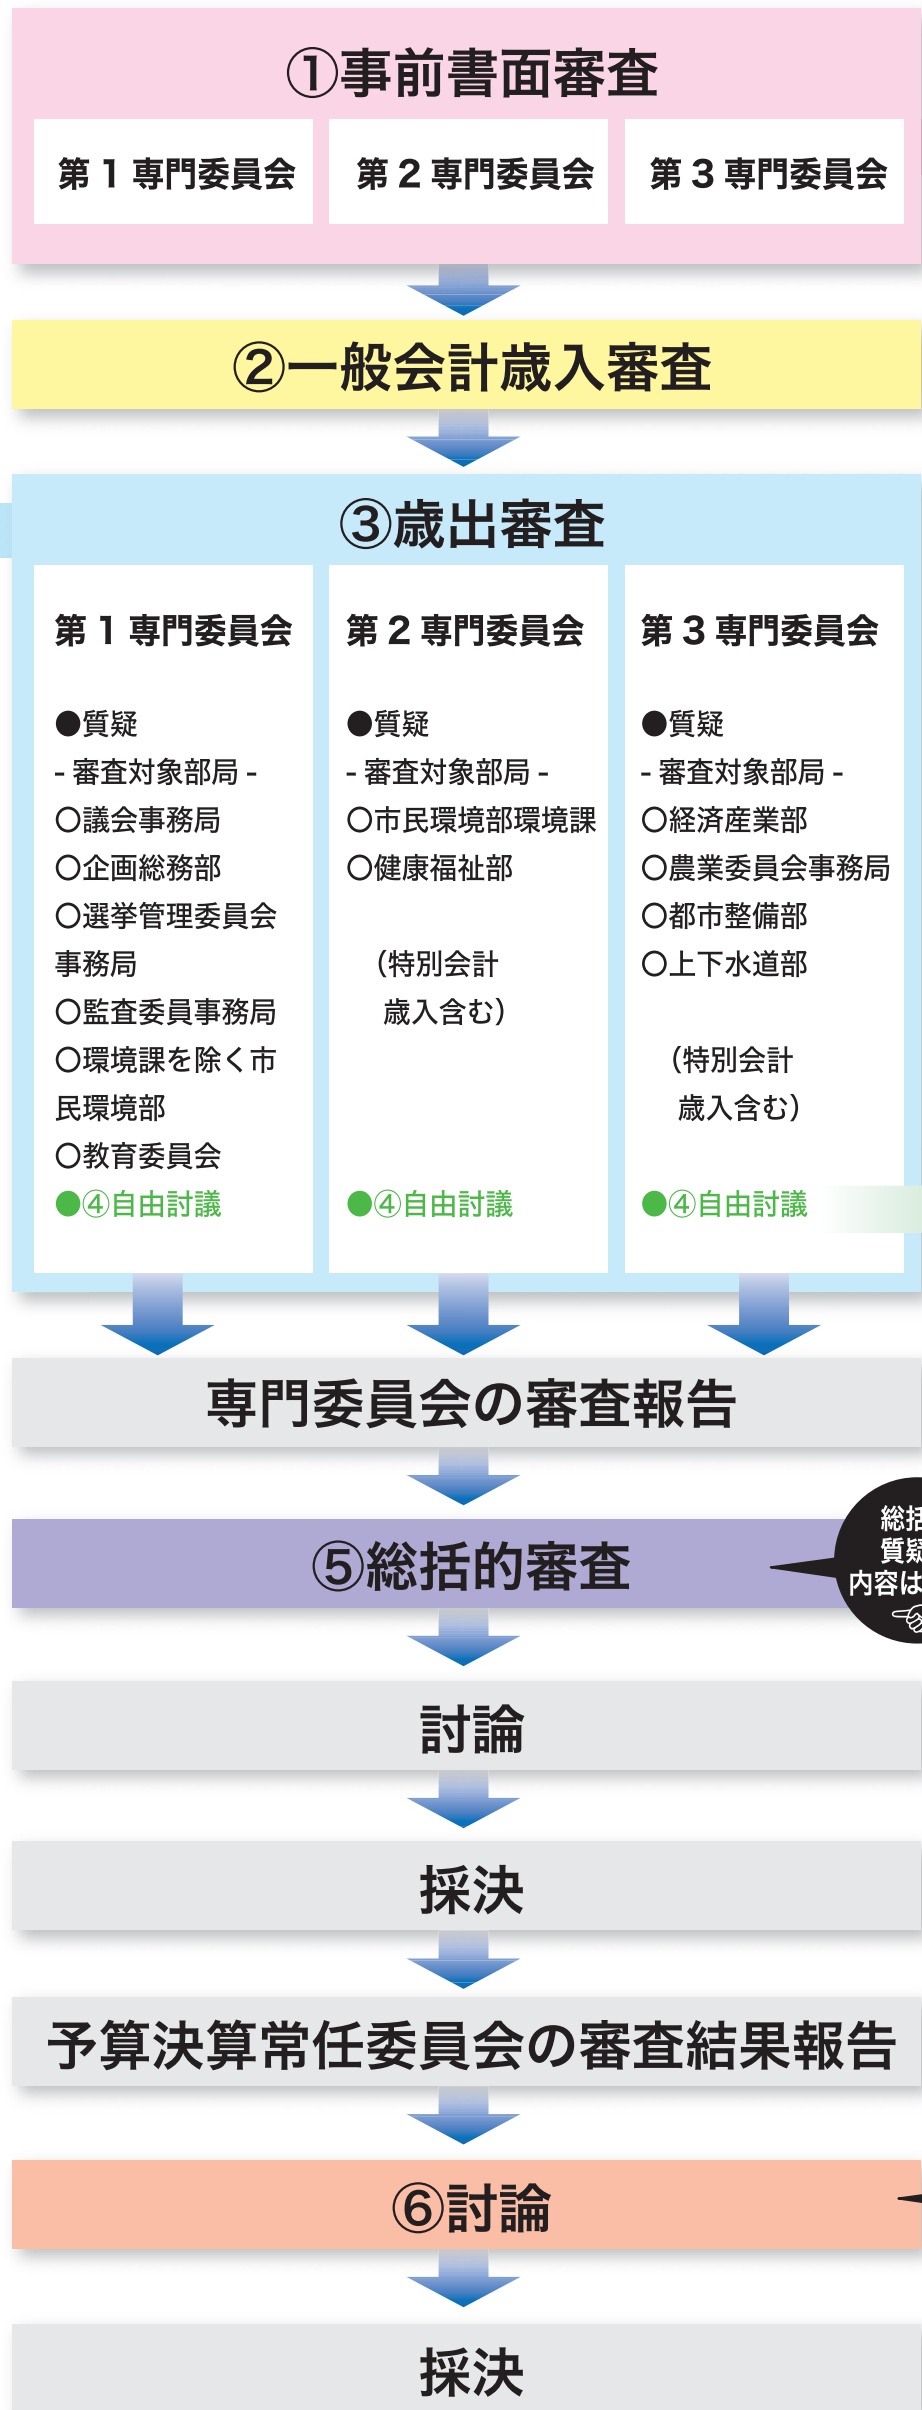 ①事前書面審査
第1専門委員会
第2専門委員会
第3専門委員会
②一般会計歳入審査
③歳出審査
第1専門委員会
●質疑
- 審査対象部局 -
○議会事務局
○企画総務部
○選挙管理委員会
事務局
○監査委員事務局
○環境課を除く市
民環境部
○教育委員会
●④自由討議
第2専門委員会
●質疑
- 審査対象部局 -
○市民環境部環境課
○健康福祉部
（特別会計
歳入含む）
●④自由討議
第3専門委員会
●質疑
- 審査対象部局 -
○経済産業部
○農業委員会事務局
○都市整備部
○上下水道部
（特別会計
歳入含む）
●④自由討議
専門委員会の審査報告
⑤総括的審査
総括
質疑
内容は
討論
採決
予算決算常任委員会の審査結果報告
⑥討論
採決